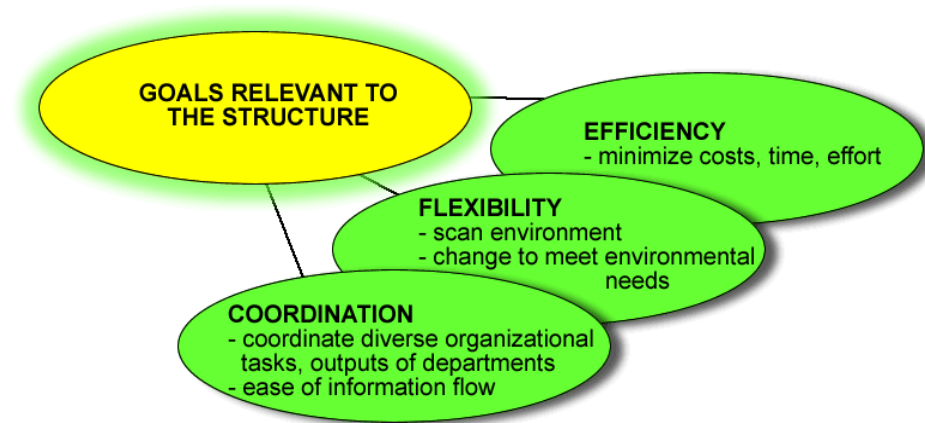 GOALS RELEVANT TO
THE STRUCTURE
EFFICIENCY
- minimize costs, time, effort
FLEXIBILITY
- scan environment
- change to meet environmental
needs
COORDINATION
- coordinate diverse organizational
tasks, outputs of departments
- ease of information flow